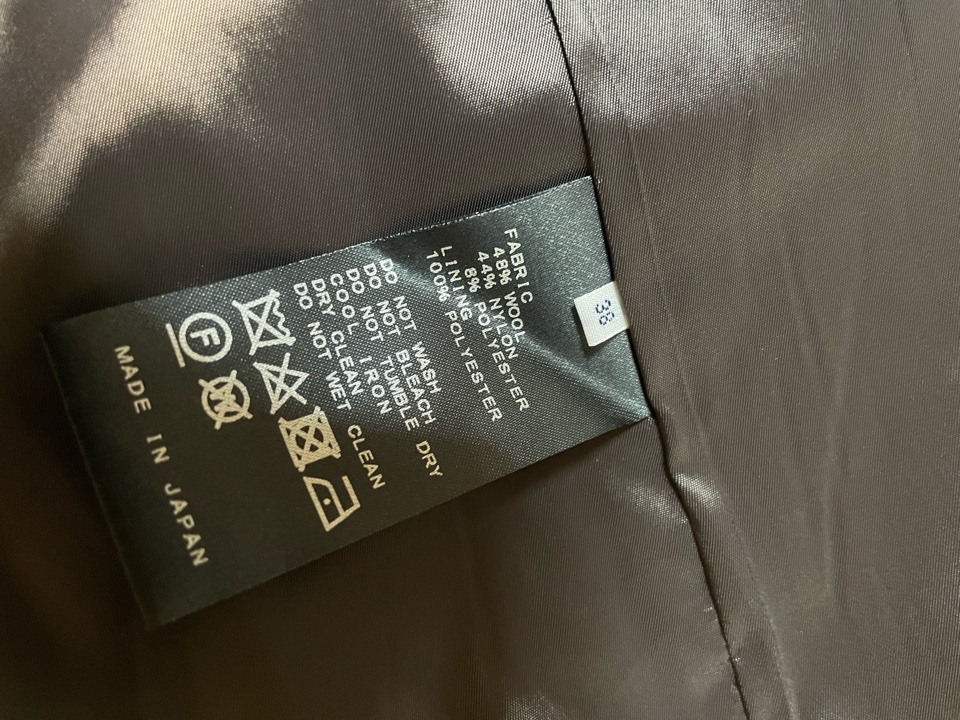 38
FABRIC
48% WOOL
44% NYLON
8% POLYESTER
LINING
100% POLYESTER
DO NOT WASH
DO NOT BLEACH
DO NOT TUMBLE DRY
COOL IRON
DRY CLEAN
DO NOT WET CLEAN
F
W
MADE IN JAPAN